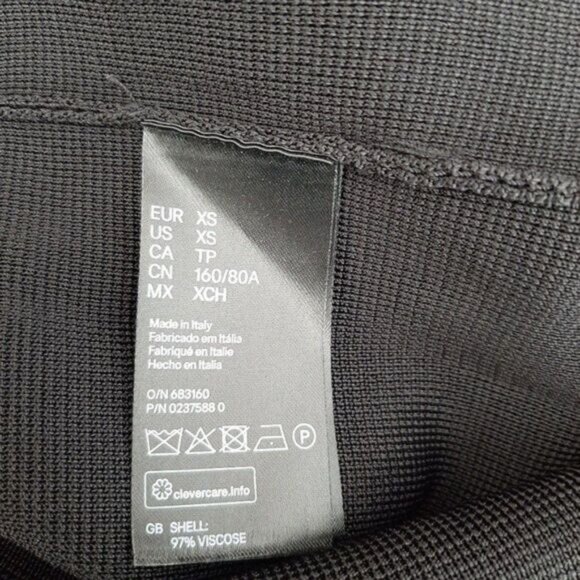 EUR XS
US XS
CA TP
CN 160/80A
MX XCH
Made in Italy
Fabricado em Itália
Fabriqué en Italie
Hecho en Italia
O/N 683160
P/N 0237588 0
P
clevercare.info
GB SHELL:
97% VISCOSE